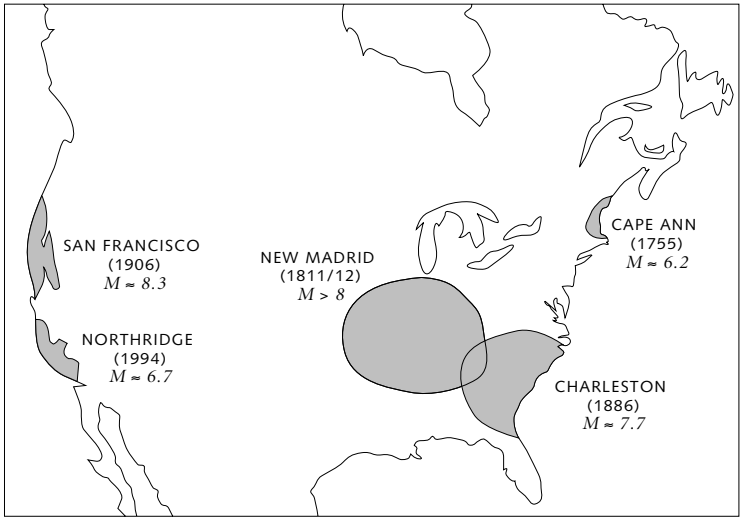 SAN FRANCISCO
(1906)
M ≈ 8.3
NORTHRIDGE
(1994)
M ≈ 6.7
NEW MADRID
(1811/12)
M > 8
CAPE ANN
(1755)
M ≈ 6.2
CHARLESTON
(1886)
M ≈ 7.7